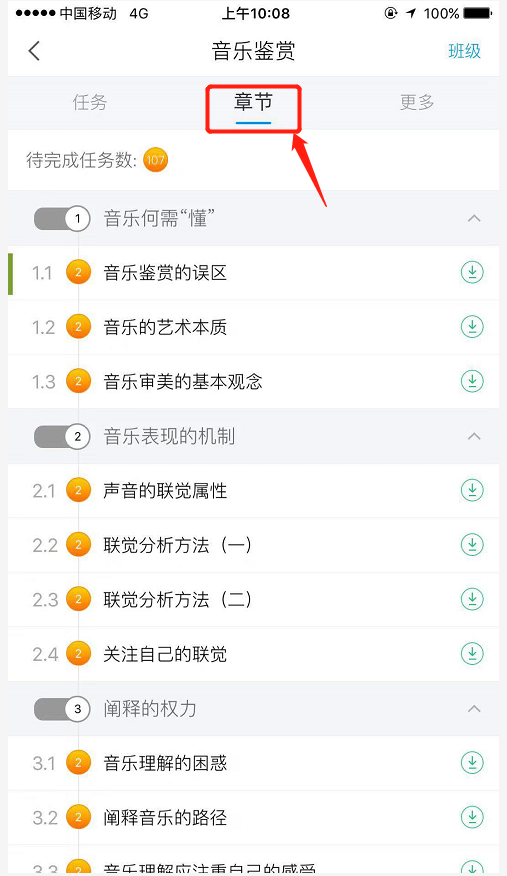 中国移动 4G 上午10:08 100%
音乐鉴赏 班级
任务 章节 更多
待完成任务数: 107
1 音乐何需“懂”
1.1 2 音乐鉴赏的误区
1.2 2 音乐的艺术本质
1.3 2 音乐审美的基本观念
2 音乐表现的机制
2.1 2 声音的联觉属性
2.2 2 联觉分析方法（一）
2.3 2 联觉分析方法（二）
2.4 2 关注自己的联觉
3 阐释的权力
3.1 2 音乐理解的困惑
3.2 2 阐释音乐的路径
3.3 2 音乐理解应注重自己的感受